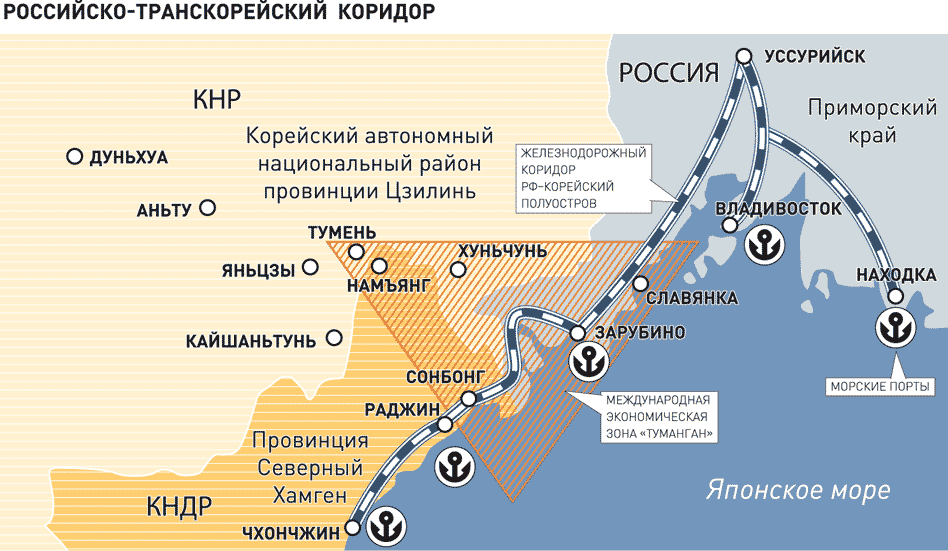 РОССИЙСКО-ТРАНСКОРЕЙСКИЙ КОРИДОР
УССУРИЙСК
РОССИЯ
КНР
Приморский
край
Корейский автономный
национальный район
провинции Цзилинь
ЖЕЛЕЗНОДОРОЖНЫЙ
КОРИДОР
РФ–КОРЕЙСКИЙ
ПОЛУОСТРОВ
ДУНЬХУА
АНЬТУ
ВЛАДИВОСТОК
ТУМЕНЬ
ХУНЬЧУНЬ
ЯНЬЦЗЫ
НАМЪЯНГ
НАХОДКА
СЛАВЯНКА
КАЙШАНЬТУНЬ
ЗАРУБИНО
СОНБОНГ
МОРСКИЕ ПОРТЫ
РАДЖИН
МЕЖДУНАРОДНАЯ
ЭКОНОМИЧЕСКАЯ
ЗОНА «ТУМАНГАН»
Провинция
Северный
Хамген
КНДР
Японское море
ЧХОНЧЖИН